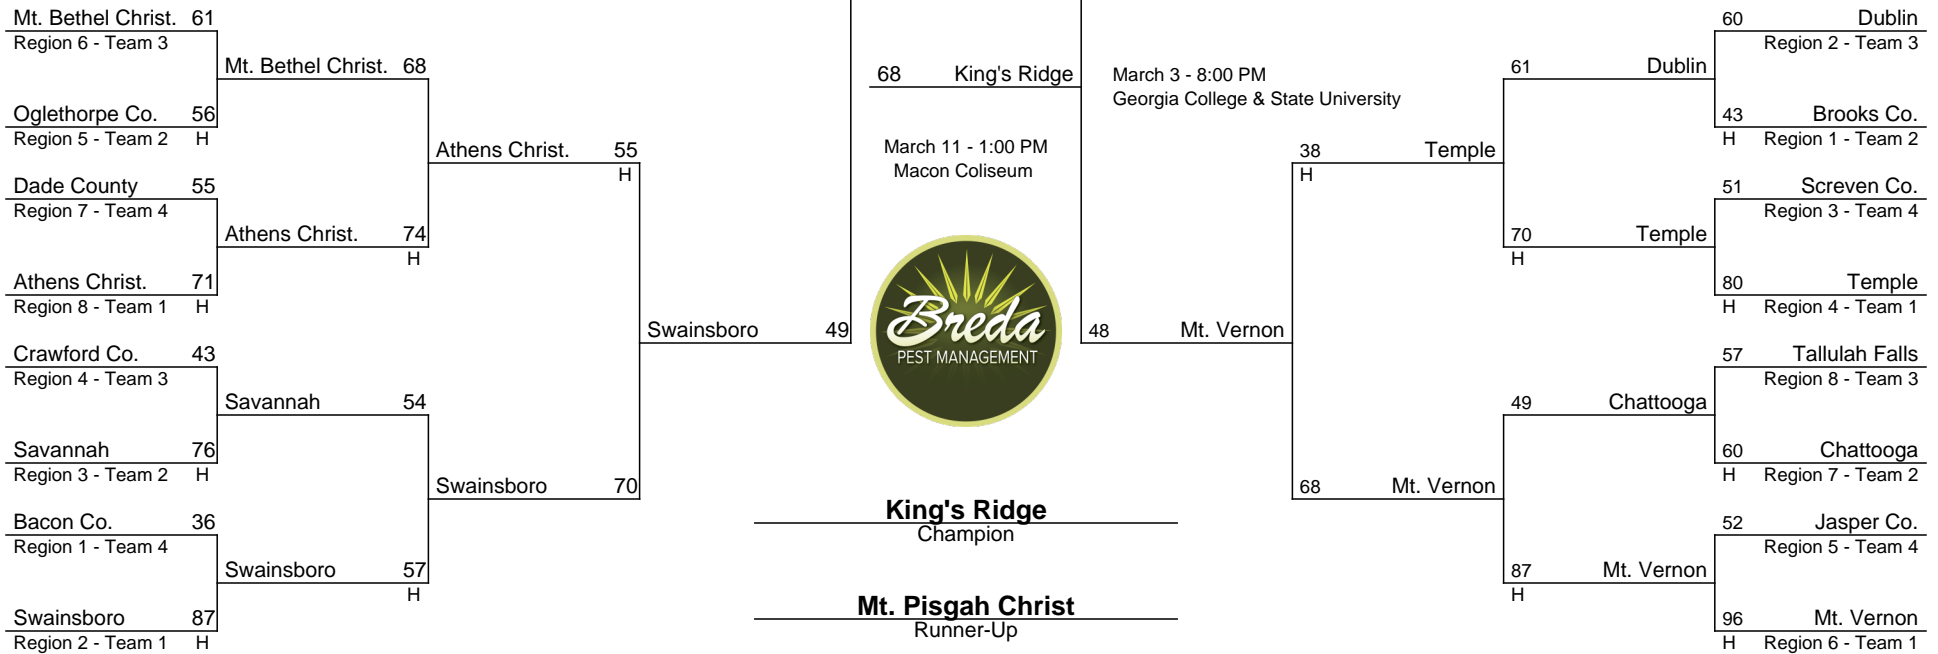 Mt. Bethel Christ. 61
Region 6 - Team 3
Mt. Bethel Christ. 68
Oglethorpe Co. 56
Region 5 - Team 2 H
Athens Christ. 55
H
Dade County 55
Region 7 - Team 4
Athens Christ. 74
H
Athens Christ. 71
Region 8 - Team 1 H
Swainsboro 49
Crawford Co. 43
Region 4 - Team 3
Savannah 54
Savannah 76
Region 3 - Team 2 H
Swainsboro 70
Bacon Co. 36
Region 1 - Team 4
Swainsboro 57
H
Swainsboro 87
Region 2 - Team 1 H
68 King's Ridge
March 11 - 1:00 PM
Macon Coliseum
Breda
PEST MANAGEMENT
King's Ridge
Champion
Mt. Pisgah Christ
Runner-Up
March 3 - 8:00 PM
Georgia College & State University
60 Dublin
Region 2 - Team 3
61 Dublin
43 Brooks Co.
H Region 1 - Team 2
38 Temple
H
51 Screven Co.
Region 3 - Team 4
70 Temple
H
80 Temple
H Region 4 - Team 1
48 Mt. Vernon
57 Tallulah Falls
Region 8 - Team 3
49 Chattooga
60 Chattooga
H Region 7 - Team 2
68 Mt. Vernon
52 Jasper Co.
Region 5 - Team 4
87 Mt. Vernon
H
96 Mt. Vernon
H Region 6 - Team 1